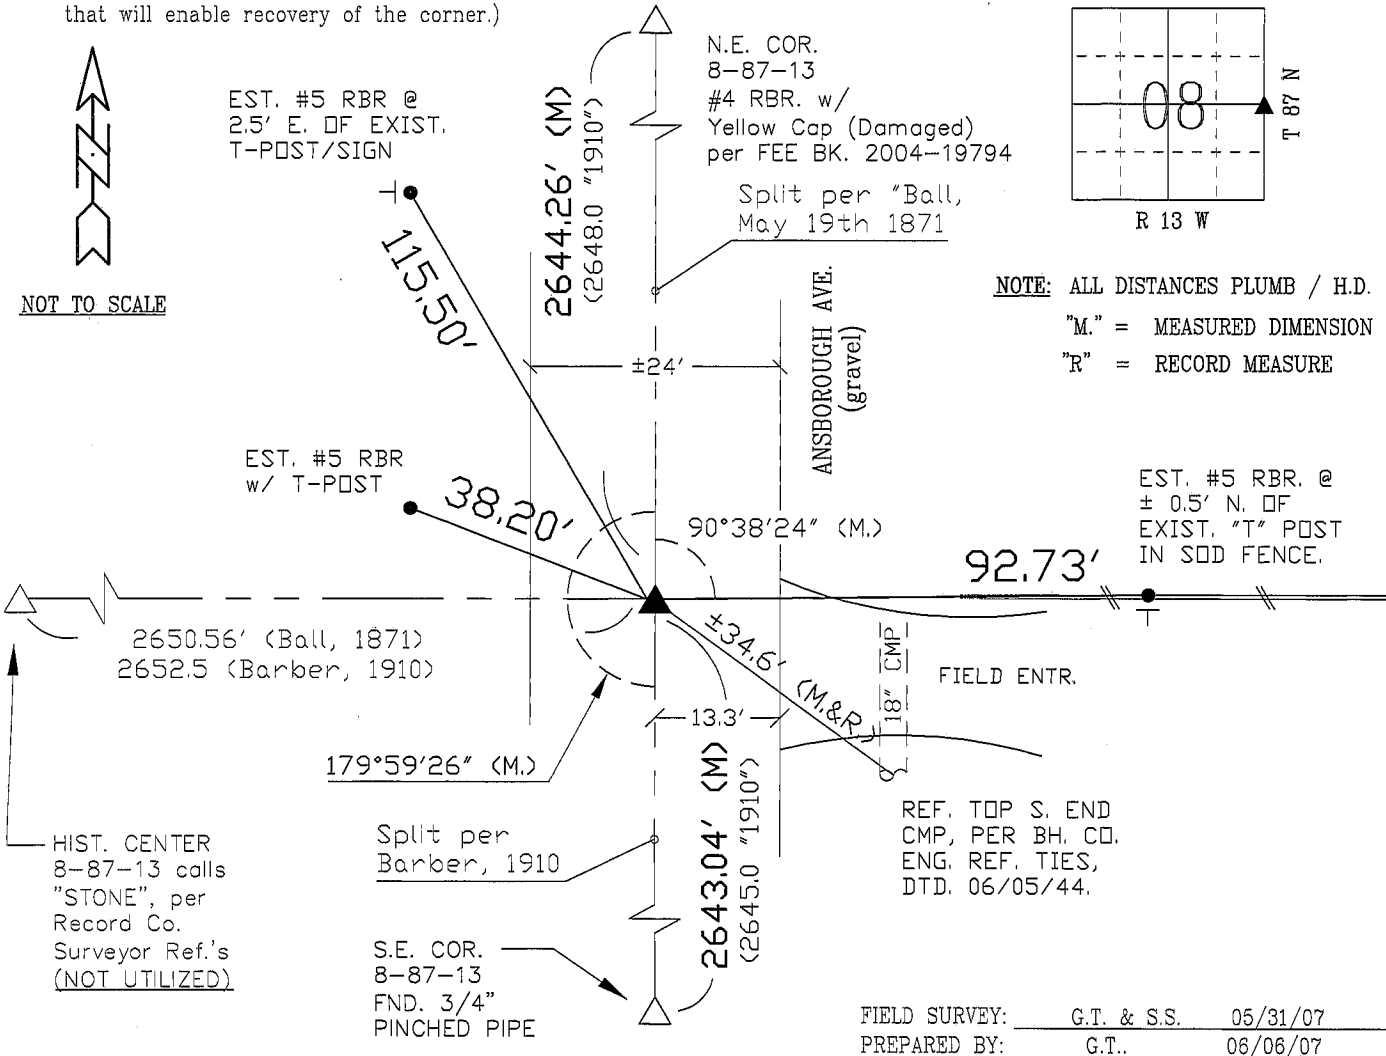 that will enable recovery of the corner.)
NOT TO SCALE
EST. #5 RBR @
2.5' E. OF EXIST.
T-POST/SIGN
115.50'
2644.26' (M)
(2648.0 "1910")
N.E. COR.
8-87-13
#4 RBR. w/
Yellow Cap (Damaged)
per FEE BK. 2004-19794
Split per "Ball,
May 19th 1871
08
T 87 N
R 13 W
NOTE: ALL DISTANCES PLUMB / H.D.
"M." = MEASURED DIMENSION
"R" = RECORD MEASURE
±24'
ANSBOROUGH AVE.
(gravel)
EST. #5 RBR
w/ T-POST
38.20'
90°38'24" (M.)
92.73'
EST. #5 RBR. @
± 0.5' N. OF
EXIST. "T" POST
IN SOD FENCE.
2650.56' (Ball, 1871)
2652.5 (Barber, 1910)
±34.6' (M.&R.)
18" CMP
FIELD ENTR.
13.3'
179°59'26" (M.)
2643.04' (M)
(2645.0 "1910")
Split per
Barber, 1910
REF. TOP S. END
CMP, PER BH. CO.
ENG. REF. TIES,
DTD. 06/05/44.
HIST. CENTER
8-87-13 calls
"STONE", per
Record Co.
Surveyor Ref.'s
(NOT UTILIZED)
S.E. COR.
8-87-13
FND. 3/4"
PINCHED PIPE
FIELD SURVEY: G.T. & S.S. 05/31/07
PREPARED BY: G.T.. 06/06/07